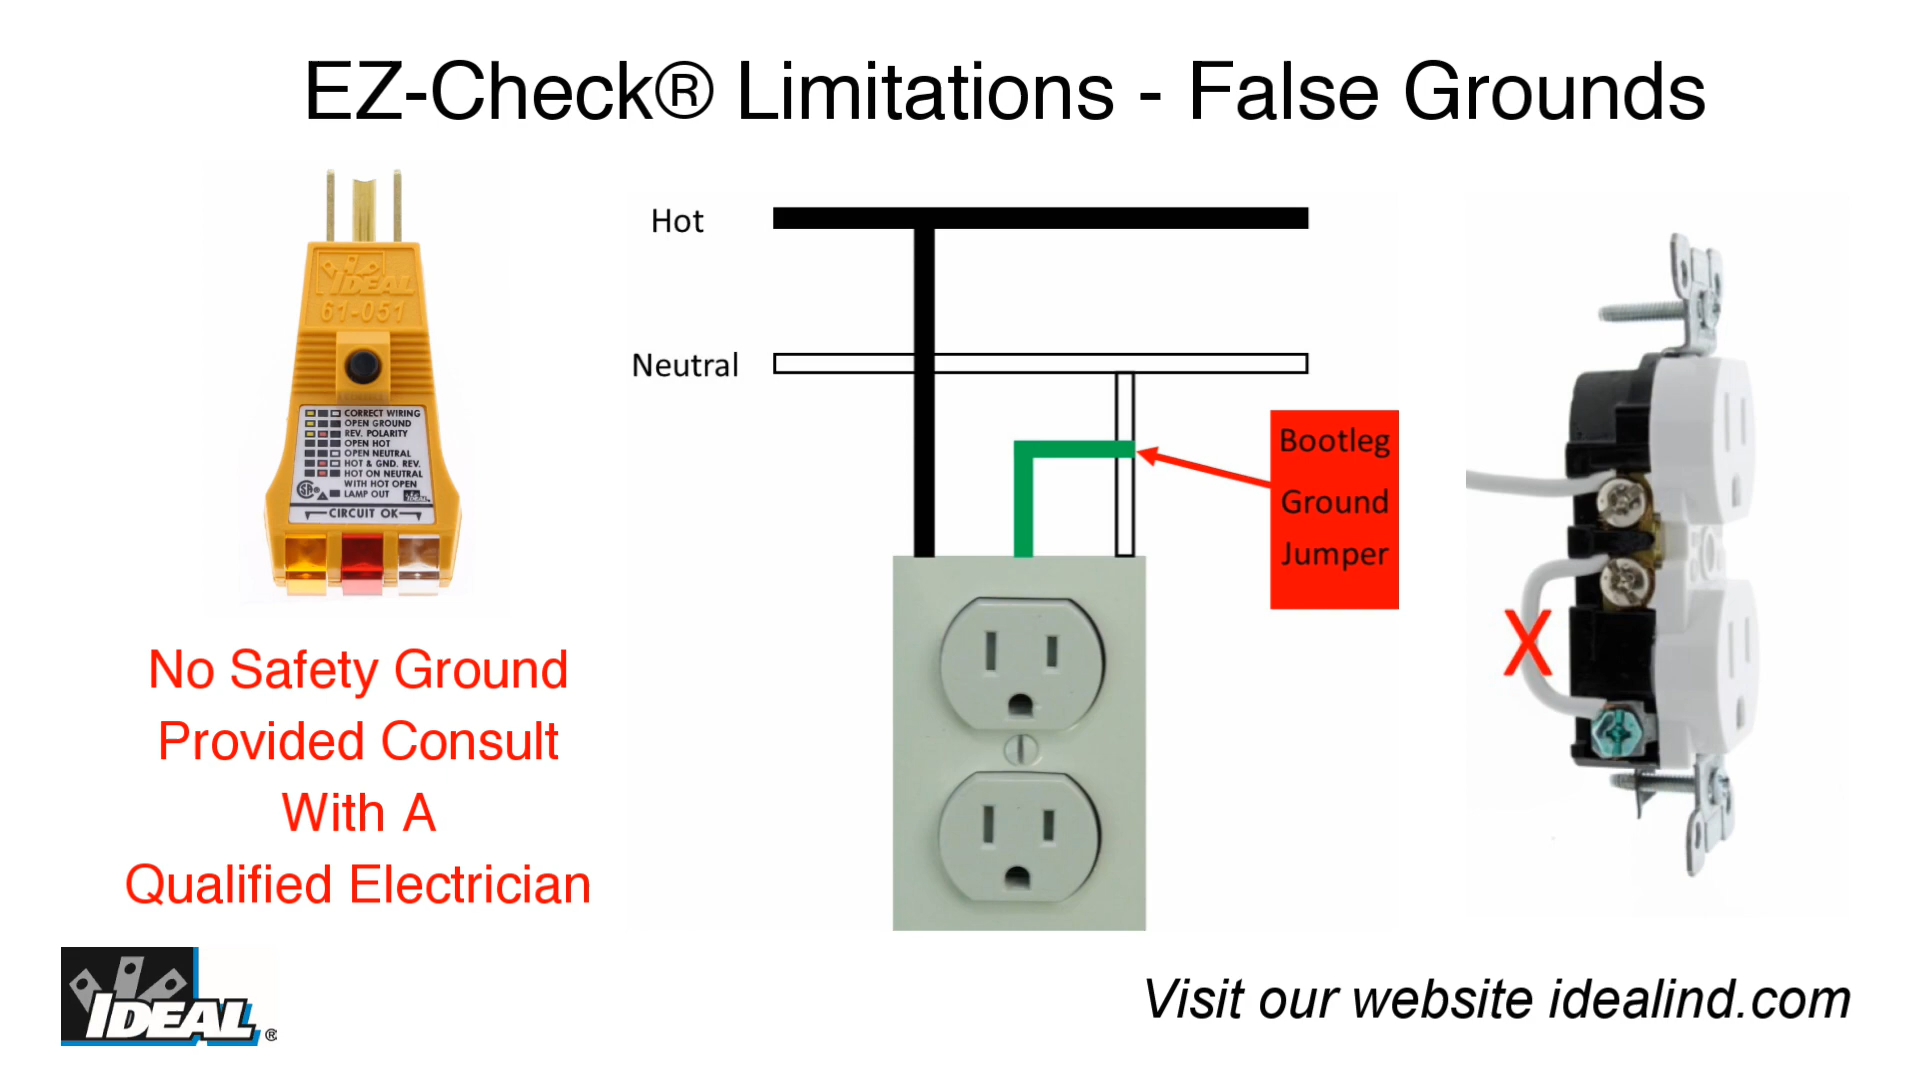 EZ-Check® Limitations - False Grounds
IDEAL
61-051
CORRECT WIRING
OPEN GROUND
REV. POLARITY
OPEN HOT
OPEN NEUTRAL
HOT & GND. REV.
HOT ON NEUTRAL
WITH HOT OPEN
LAMP OUT
IDEAL
CIRCUIT OK
Hot
Neutral
Bootleg
Ground
Jumper
X
No Safety Ground
Provided Consult
With A
Qualified Electrician
IDEAL®
Visit our website idealind.com